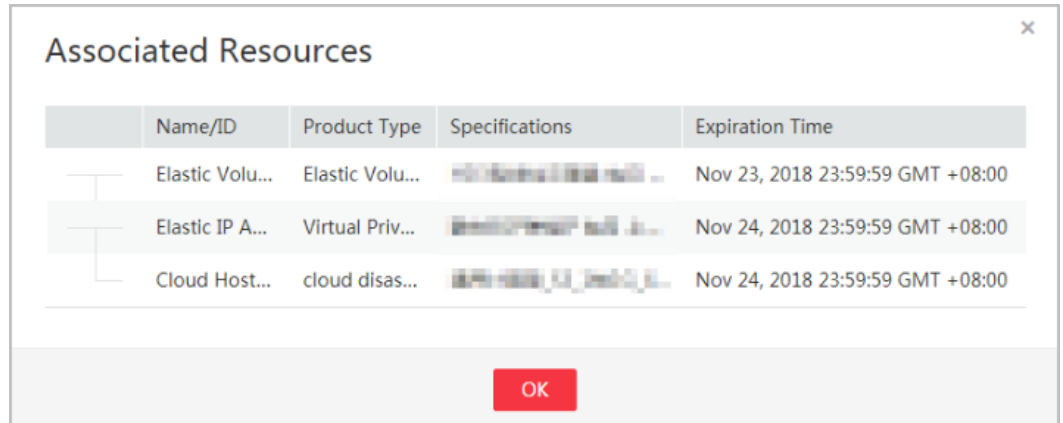 ×
Associated Resources
Name/ID Product Type Specifications Expiration Time
Elastic Volu... Elastic Volu... Nov 23, 2018 23:59:59 GMT +08:00
Elastic IP A... Virtual Priv... Nov 24, 2018 23:59:59 GMT +08:00
Cloud Host... cloud disas... Nov 24, 2018 23:59:59 GMT +08:00
OK